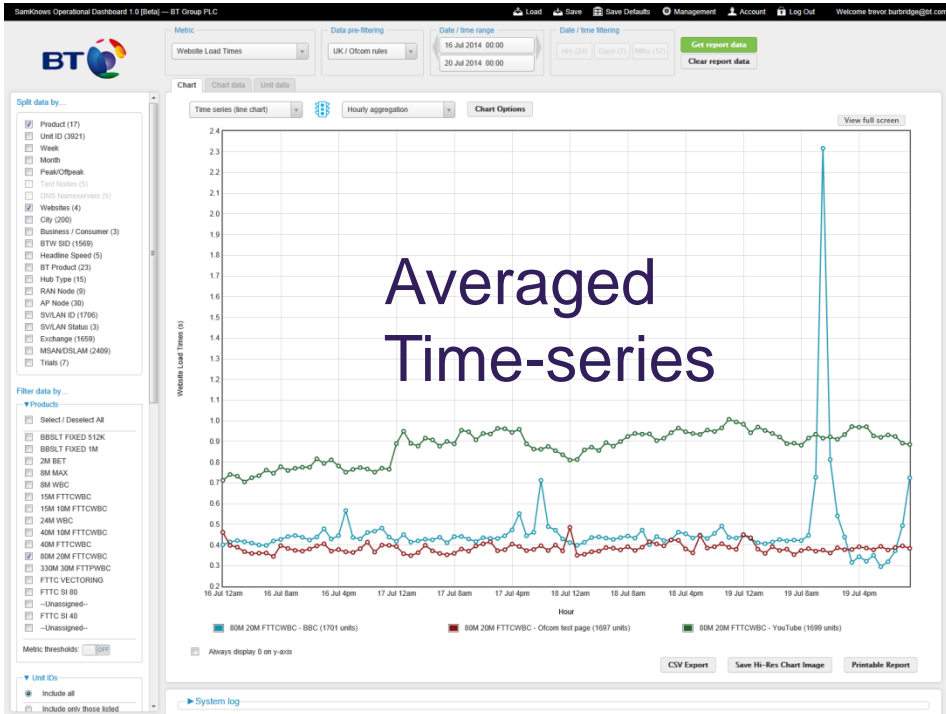 SamKnows Operational Dashboard 1.0 [Beta] — BT Group PLC
Load Save Save Defaults Management Account Log Out Welcome trevor.burbridge@bt.com
BT
Metric
Website Load Times
Data pre-filtering
UK / Ofcom rules
Date / time range
16 Jul 2014 00:00
20 Jul 2014 00:00
Date / time filtering
Hrs (24) Days (7) Mths (12)
Get report data
Clear report data
Chart Chart data Unit data
Split data by...
Product (17)
Unit ID (3921)
Week
Month
Peak/Offpeak
Test Nodes (5)
DNS Nameservers (5)
Websites (4)
City (200)
Business / Consumer (3)
BTW SID (1569)
Headline Speed (5)
BT Product (23)
Hub Type (15)
RAN Node (9)
AP Node (30)
SV/LAN ID (1706)
SV/LAN Status (3)
Exchange (1659)
MSAN/DSLAM (2409)
Trials (7)
Filter data by...
Products
Select / Deselect All
BBSLT FIXED 512K
BBSLT FIXED 1M
2M BET
8M MAX
8M WBC
15M FTTCWBC
15M 10M FTTCWBC
24M WBC
40M 10M FTTCWBC
40M FTTCWBC
80M 20M FTTCWBC
330M 30M FTTPWBC
FTTC VECTORING
FTTC SI 80
--Unassigned--
FTTC SI 40
--Unassigned--
Metric thresholds: OFF
Unit IDs
Include all
Include only those listed
Time series (line chart)
Hourly aggregation
Chart Options
View full screen
Website Load Times (s)
2.4
2.3
2.2
2.1
2.0
1.9
1.8
1.7
1.6
1.5
1.4
1.3
1.2
1.1
1.0
0.9
0.8
0.7
0.6
0.5
0.4
0.3
0.2
Averaged
Time-series
16 Jul 12am 16 Jul 8am 16 Jul 4pm 17 Jul 12am 17 Jul 8am 17 Jul 4pm 18 Jul 12am 18 Jul 8am 18 Jul 4pm 19 Jul 12am 19 Jul 8am 19 Jul 4pm
Hour
80M 20M FTTCWBC - BBC (1701 units) 80M 20M FTTCWBC - Ofcom test page (1697 units) 80M 20M FTTCWBC - YouTube (1699 units)
Always display 0 on y-axis
CSV Export Save Hi-Res Chart Image Printable Report
System log